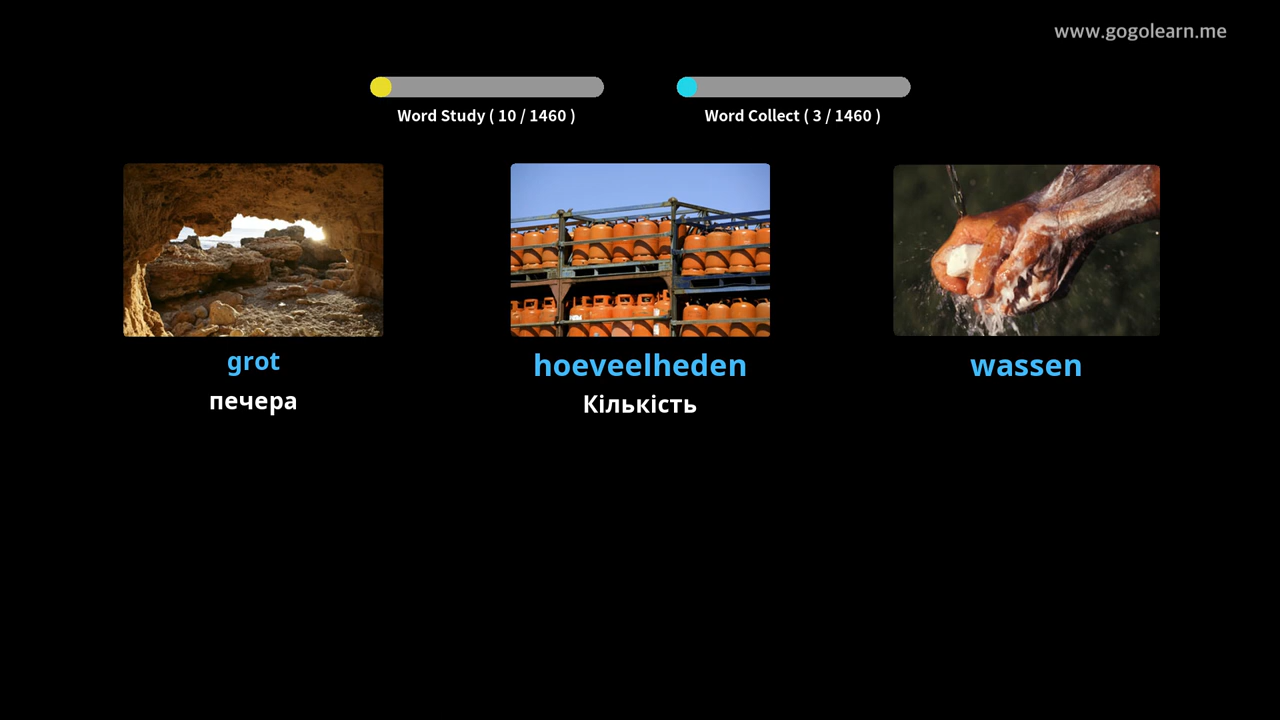 www.gogolearn.me
Word Study ( 10 / 1460 )
Word Collect ( 3 / 1460 )
grot
печера
hoeveelheden
Кількість
wassen